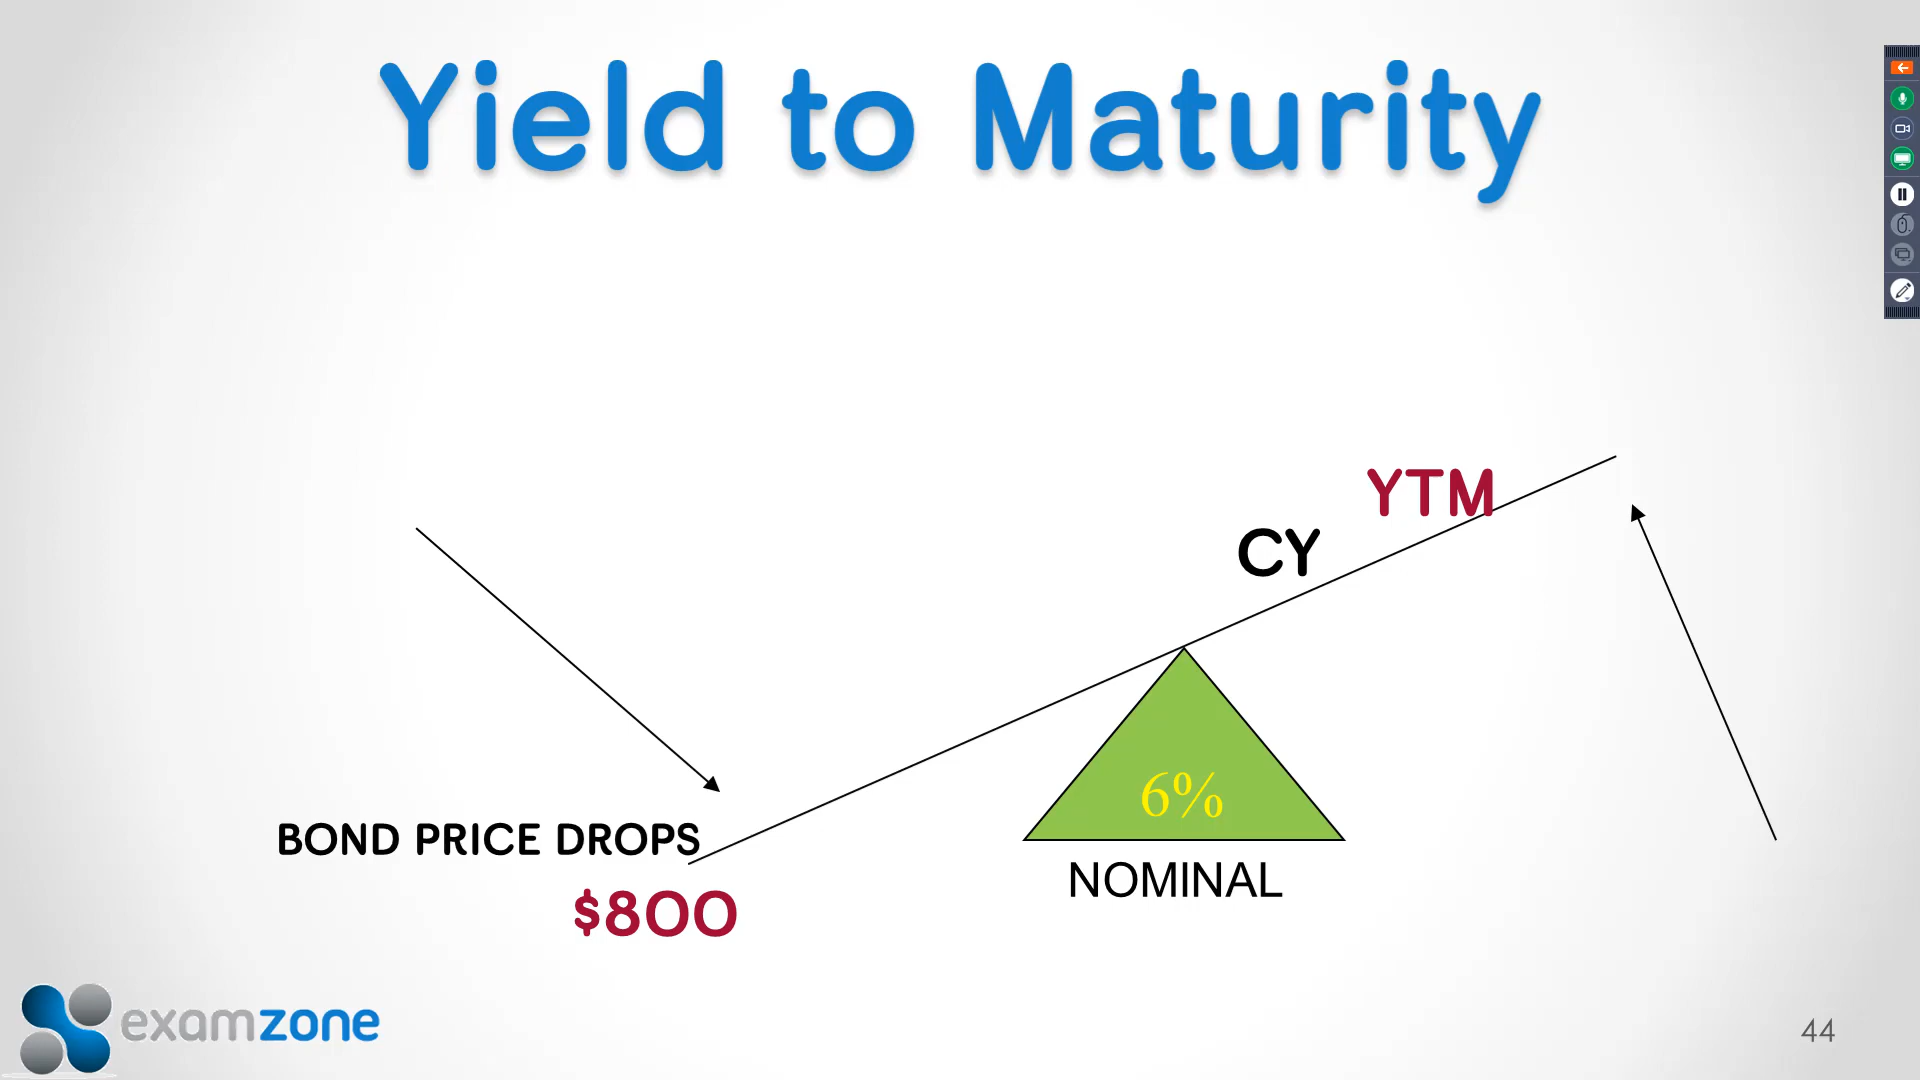 Yield to Maturity
YTM
CY
6%
BOND PRICE DROPS
NOMINAL
$800
examzone
44